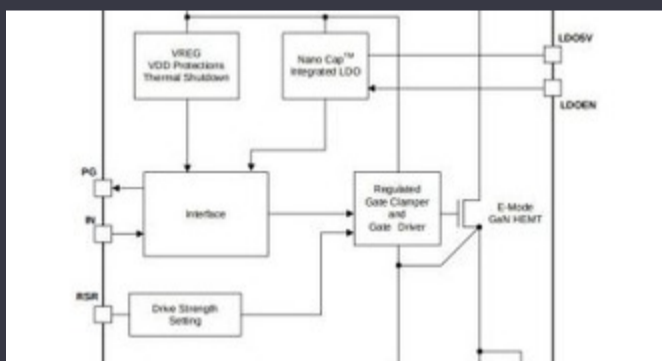 LDO5V
VREG
VDD Protections
Thermal Shutdown
Nano Cap™
Integrated LDO
LDOEN
PG
Interface
Regulated
Gate Clamper
and
Gate Driver
E-Mode
GaN HEMT
IN
RSR
Drive Strength
Setting